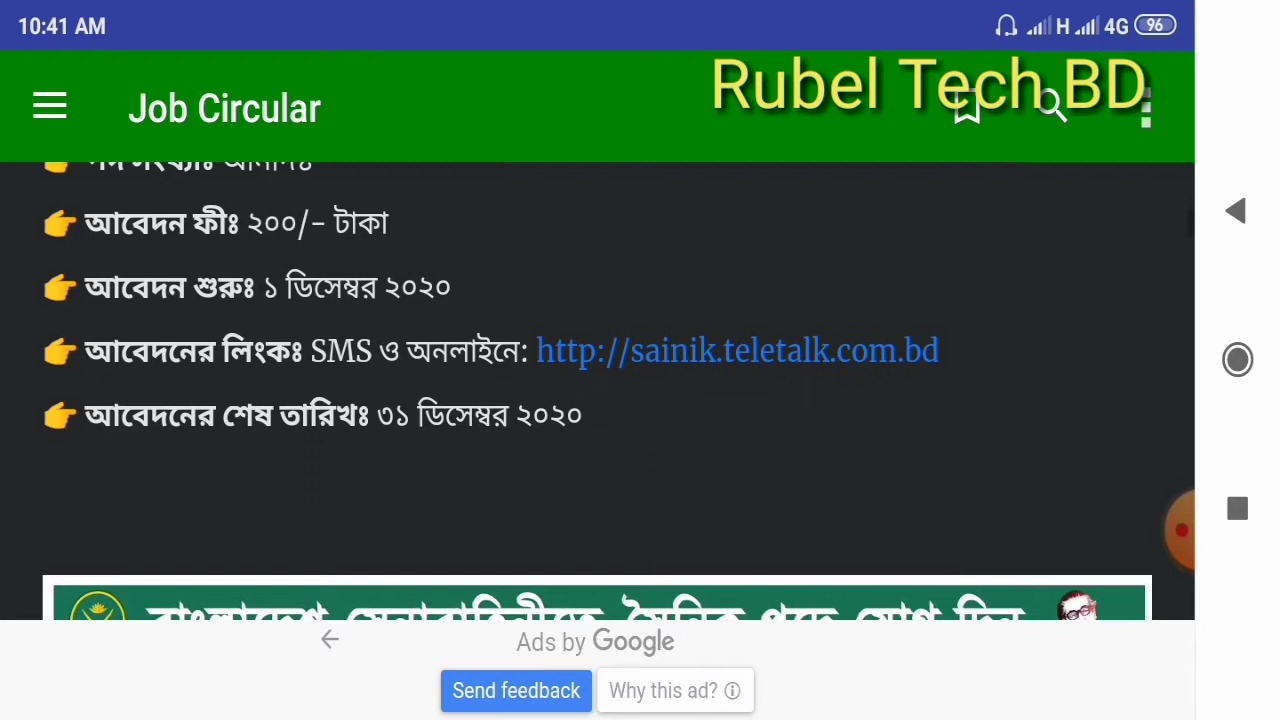 10:41 AM
H 4G 96
Rubel Tech BD
Job Circular
আবেদন ফীঃ ২০০/- টাকা
আবেদন শুরুঃ ১ ডিসেম্বর ২০২০
আবেদনের লিংকঃ SMS ও অনলাইনে: http://sainik.teletalk.com.bd
আবেদনের শেষ তারিখঃ ৩১ ডিসেম্বর ২০২০
বাংলাদেশ সেনাবাহিনীতে সৈনিক পদে যোগ দিন
Ads by Google
Send feedback
Why this ad?